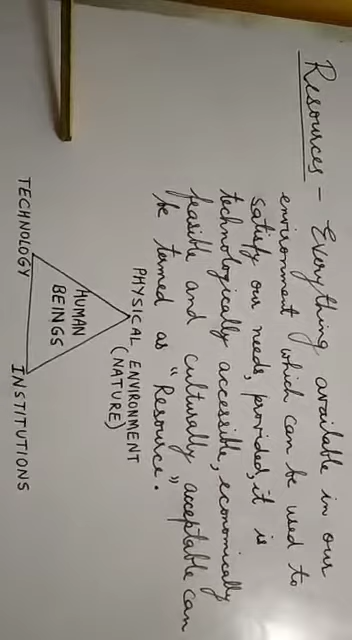 Resources - Everything available in our
environment which can be used to
satisfy our needs, provided, it is
technologically accessible, economically
feasible and culturally acceptable can
be termed as "Resource".
PHYSICAL ENVIRONMENT
(NATURE)
HUMAN
BEINGS
TECHNOLOGY
INSTITUTIONS